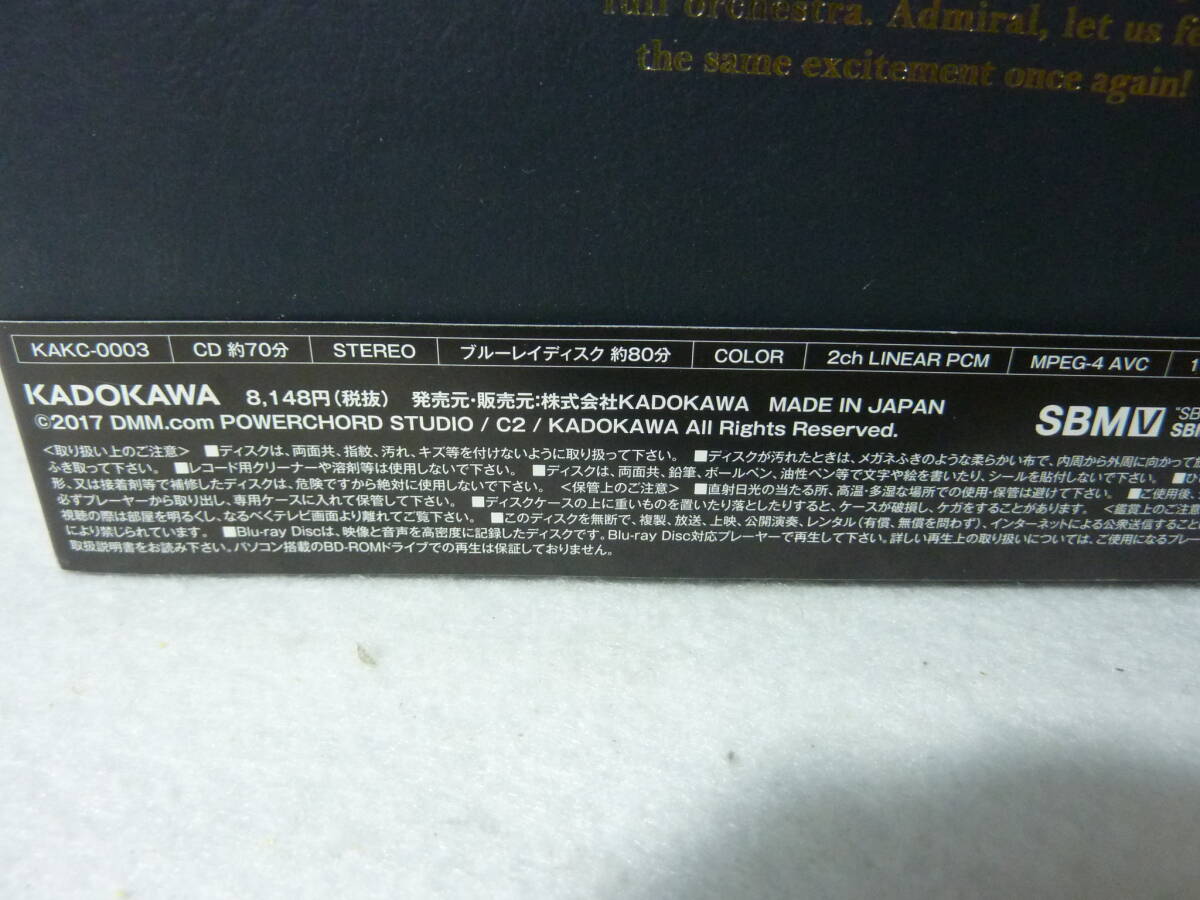 full orchestra. Admiral, let us fe
the same excitement once again!
KAKC-0003 CD 約70分 STEREO ブルーレイディスク 約80分 COLOR 2ch LINEAR PCM MPEG-4 AVC 1
KADOKAWA 8,148円(税抜) 発売元・販売元:株式会社KADOKAWA MADE IN JAPAN
©2017 DMM.com POWERCHORD STUDIO / C2 / KADOKAWA All Rights Reserved.
SBMV "SB
SBM
<取り扱い上のご注意> ■ディスクは、両面共、指紋、汚れ、キズ等を付けないように取り扱って下さい。 ■ディスクが汚れたときは、メガネふきのような柔らかい布で、内周から外周に向かって放
ふき取って下さい。 ■レコード用クリーナーや溶剤等は使用しないで下さい。 ■ディスクは、両面共、鉛筆、ボールペン、油性ペン等で文字や絵を書いたり、シールを貼付しないで下さい。 ■ひ
形、又は接着剤等で補修したディスクは、危険ですから絶対に使用しないで下さい。 <保管上のご注意> ■直射日光の当たる所、高温・多湿な場所での使用・保管は避けて下さい。 ■ご使用後、
必ずプレーヤーから取り出し、専用ケースに入れて保管して下さい。 ■ディスクケースの上に重いものを置いたり落としたりすると、ケースが破損し、ケガをすることがあります。 <鑑賞上のご注意
視聴の際は部屋を明るくし、なるべくテレビ画面より離れてご覧下さい。 ■このディスクを無断で、複製、放送、上映、公開演奏、レンタル(有償、無償を問わず)、インターネットによる公衆送信すること
により禁じられています。 ■Blu-ray Discは、映像と音声を高密度に記録したディスクです。Blu-ray Disc対応プレーヤーで再生して下さい。詳しい再生上の取り扱いについては、ご使用になるプレー
取扱説明書をお読み下さい。パソコン搭載のBD-ROMドライブでの再生は保証しておりません。